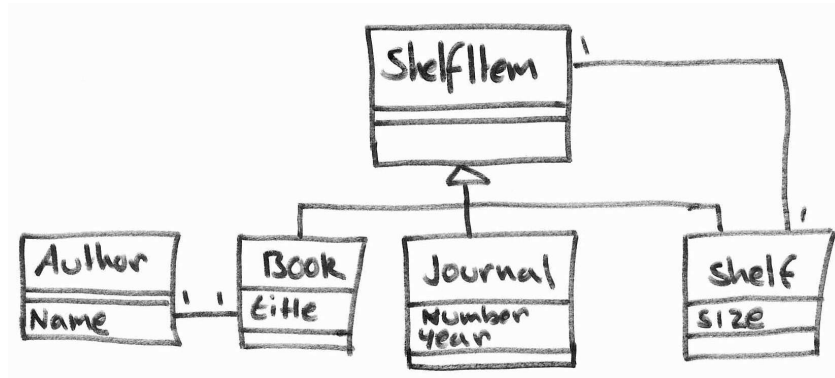 ShelfItem
1
1
Author
Name
1 1
Book
title
Journal
Number
year
Shelf
size